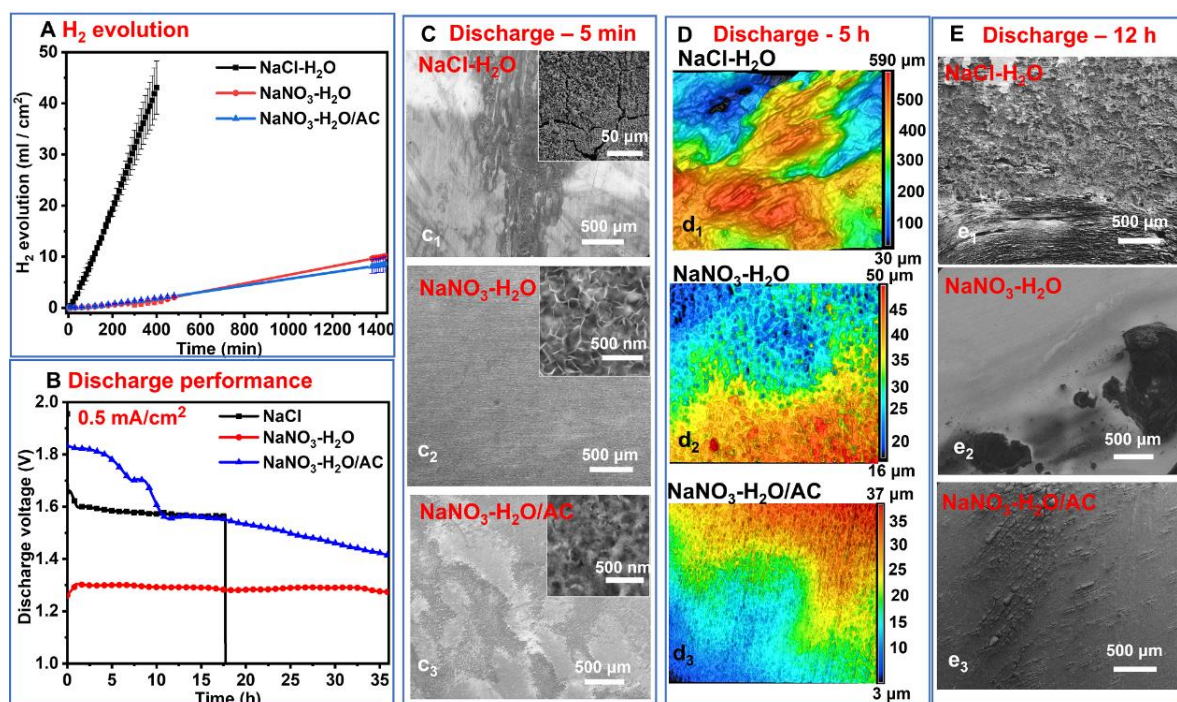 A H₂ evolution
50
40
30
20
10
0
H₂ evolution (ml / cm²)
NaCl-H₂O
NaNO₃-H₂O
NaNO₃-H₂O/AC
0 200 400 600 800 1000 1200 1400
Time (min)
B Discharge performance
0.5 mA/cm²
2.0
1.8
1.6
1.4
1.2
1.0
Discharge voltage (V)
NaCl
NaNO₃-H₂O
NaNO₃-H₂O/AC
0 5 10 15 20 25 30 35
Time (h)
C Discharge – 5 min
NaCl-H₂O
50 µm
500 µm
c₁
NaNO₃-H₂O
500 nm
500 µm
c₂
NaNO₃-H₂O/AC
500 nm
500 µm
c₃
D Discharge - 5 h
NaCl-H₂O
590 µm
500
400
300
200
100
30 µm
d₁
NaNO₃-H₂O
50 µm
45
40
35
30
25
20
16 µm
d₂
NaNO₃-H₂O/AC
37 µm
35
30
25
20
15
10
3 µm
d₃
E Discharge – 12 h
NaCl-H₂O
500 µm
e₁
NaNO₃-H₂O
500 µm
e₂
NaNO₃-H₂O/AC
500 µm
e₃